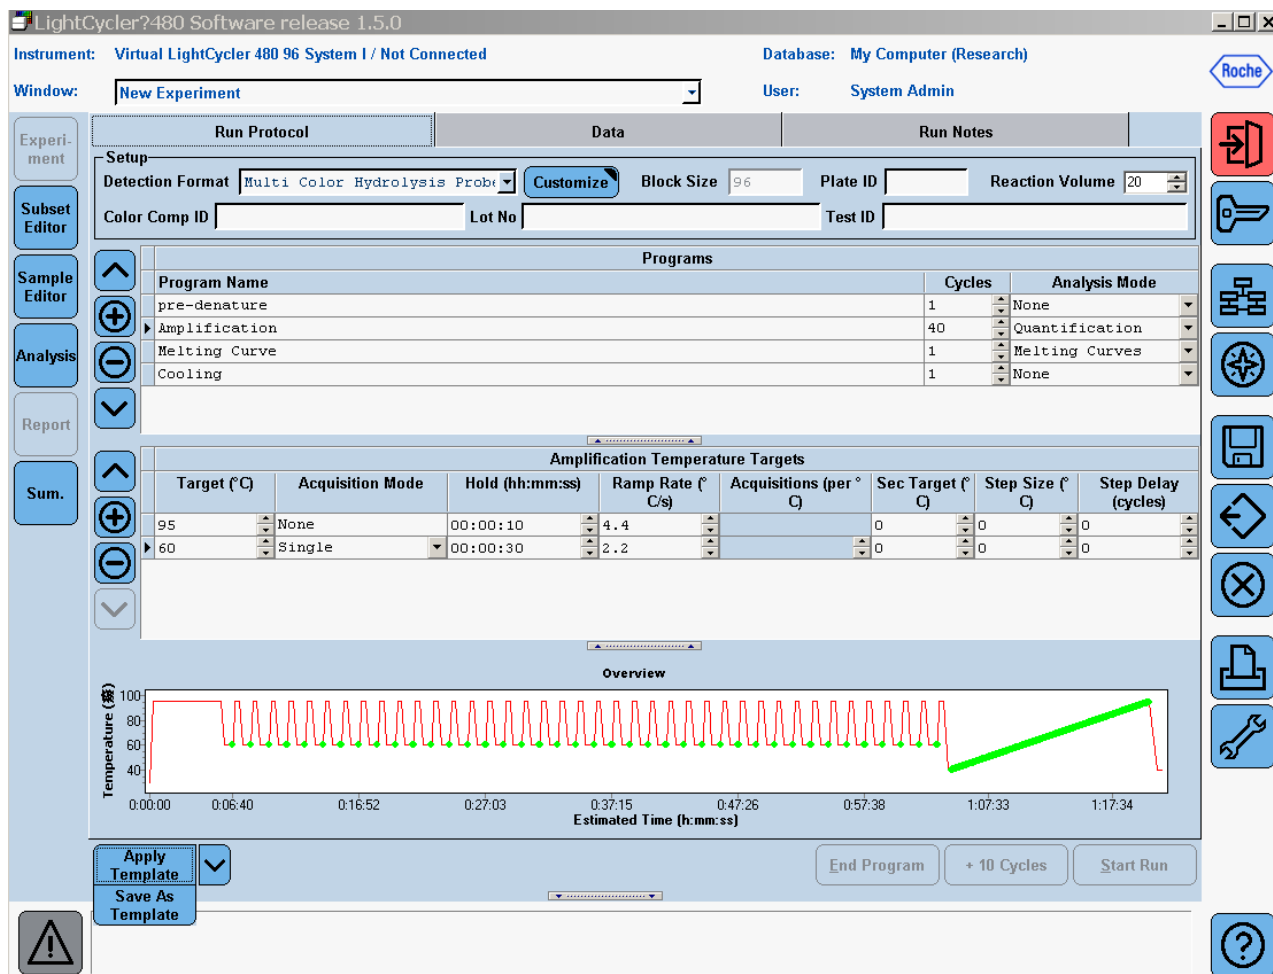 LightCycler?480 Software release 1.5.0
Instrument: Virtual LightCycler 480 96 System I / Not Connected Database: My Computer (Research)
Window: New Experiment User: System Admin
Roche
Experi-
ment
Subset
Editor
Sample
Editor
Analysis
Report
Sum.
Run Protocol Data Run Notes
Setup
Detection Format Multi Color Hydrolysis Probe Customize Block Size 96 Plate ID Reaction Volume 20
Color Comp ID Lot No Test ID
Programs
Program Name Cycles Analysis Mode
pre-denature 1 None
Amplification 40 Quantification
Melting Curve 1 Melting Curves
Cooling 1 None
Amplification Temperature Targets
Target (°C) Acquisition Mode Hold (hh:mm:ss) Ramp Rate (° Acquisitions (per ° Sec Target (° Step Size (° Step Delay
C/s) C) C) C) (cycles)
95 None 00:00:10 4.4 0 0 0
60 Single 00:00:30 2.2 0 0 0
Overview
Temperature (癈)
100
80
60
40
0:00:00 0:06:40 0:16:52 0:27:03 0:37:15 0:47:26 0:57:38 1:07:33 1:17:34
Estimated Time (h:mm:ss)
Apply
Template
Save As
Template
End Program + 10 Cycles Start Run